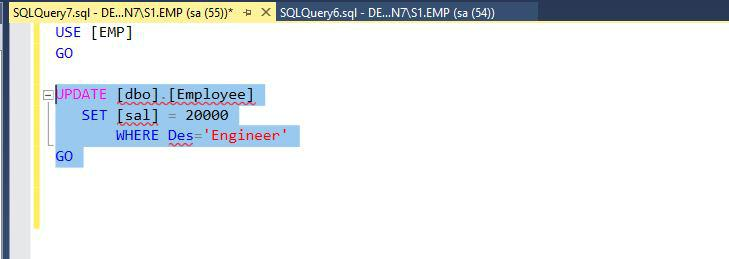 SQLQuery7.sql - DE...N7\S1.EMP (sa (55))* SQLQuery6.sql - DE...N7\S1.EMP (sa (54))
USE [EMP]
GO
UPDATE [dbo].[Employee]
SET [sal] = 20000
WHERE Des='Engineer'
GO